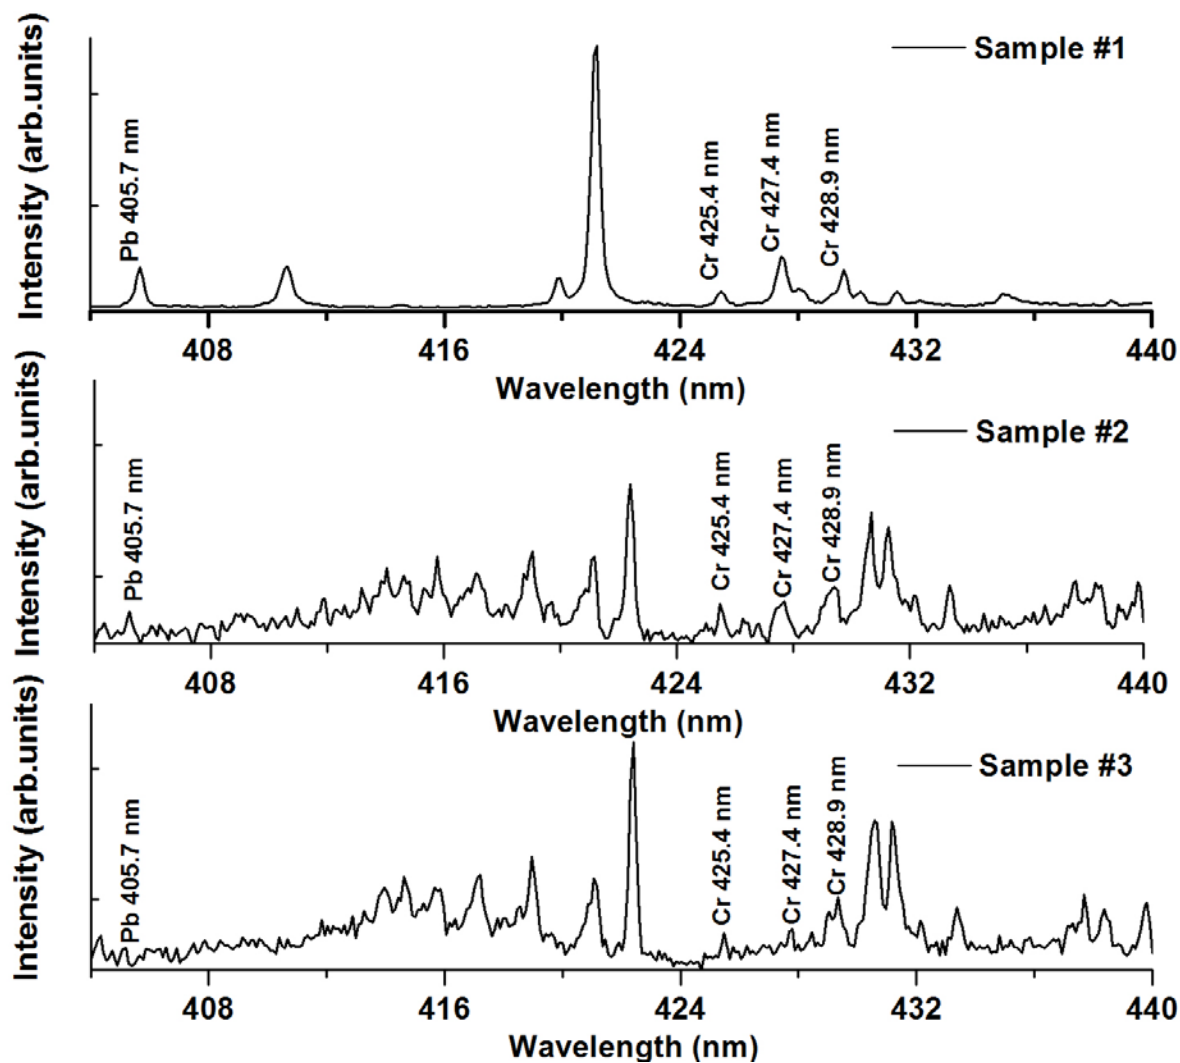 Intensity (arb.units)
Sample #1
Pb 405.7 nm
Cr 425.4 nm
Cr 427.4 nm
Cr 428.9 nm
408 416 424 432 440
Wavelength (nm)
Intensity (arb.units)
Sample #2
Pb 405.7 nm
Cr 425.4 nm
Cr 427.4 nm
Cr 428.9 nm
408 416 424 432 440
Wavelength (nm)
Intensity (arb.units)
Sample #3
Pb 405.7 nm
Cr 425.4 nm
Cr 427.4 nm
Cr 428.9 nm
408 416 424 432 440
Wavelength (nm)